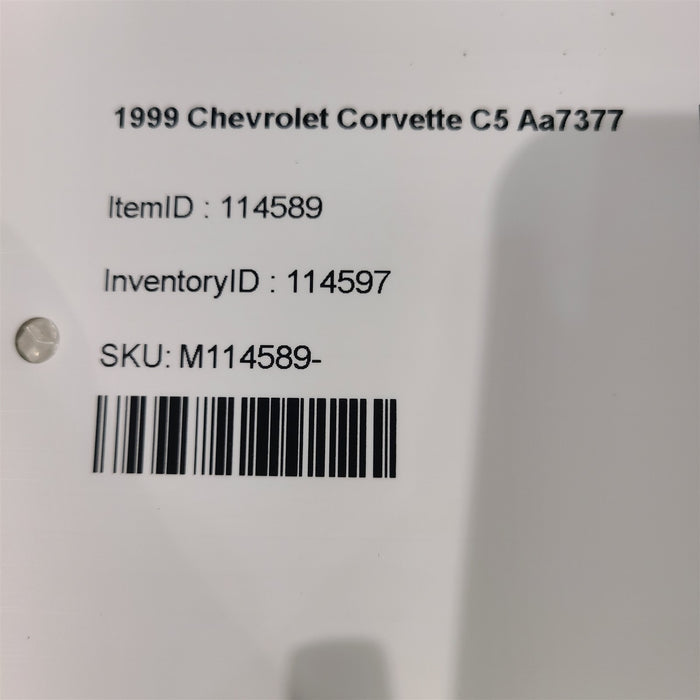 1999 Chevrolet Corvette C5 Aa7377
ItemID : 114589
InventoryID : 114597
SKU: M114589-